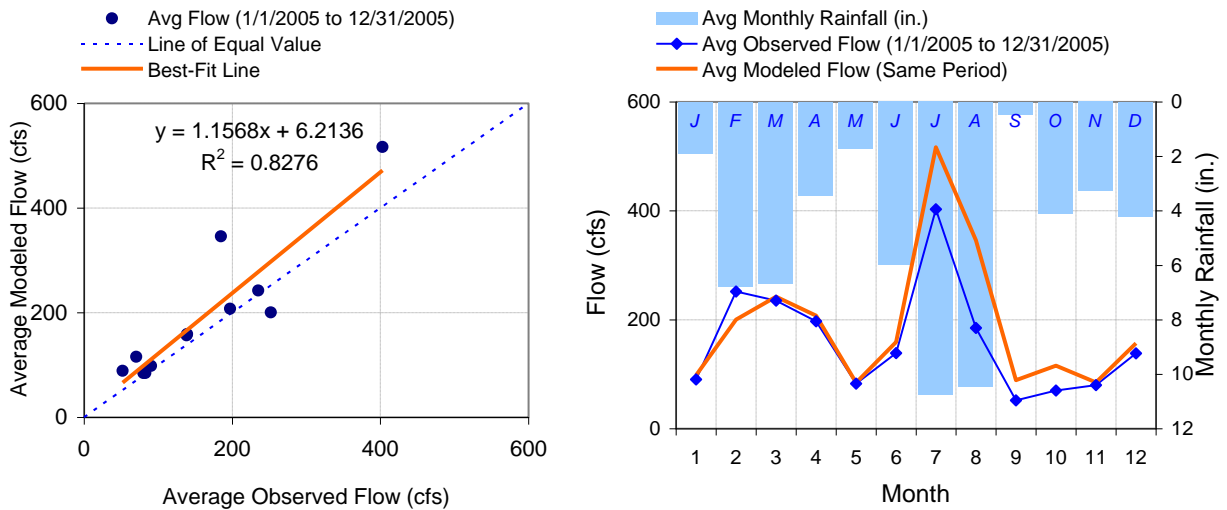 Avg Flow (1/1/2005 to 12/31/2005)
Line of Equal Value
Best-Fit Line
600
400
200
0
y = 1.1568x + 6.2136
R² = 0.8276
0 200 400 600
Average Modeled Flow (cfs)
Average Observed Flow (cfs)
Avg Monthly Rainfall (in.)
Avg Observed Flow (1/1/2005 to 12/31/2005)
Avg Modeled Flow (Same Period)
600
400
200
0
Flow (cfs)
J F M A M J J A S O N D
0
2
4
6
8
10
12
Monthly Rainfall (in.)
1 2 3 4 5 6 7 8 9 10 11 12
Month